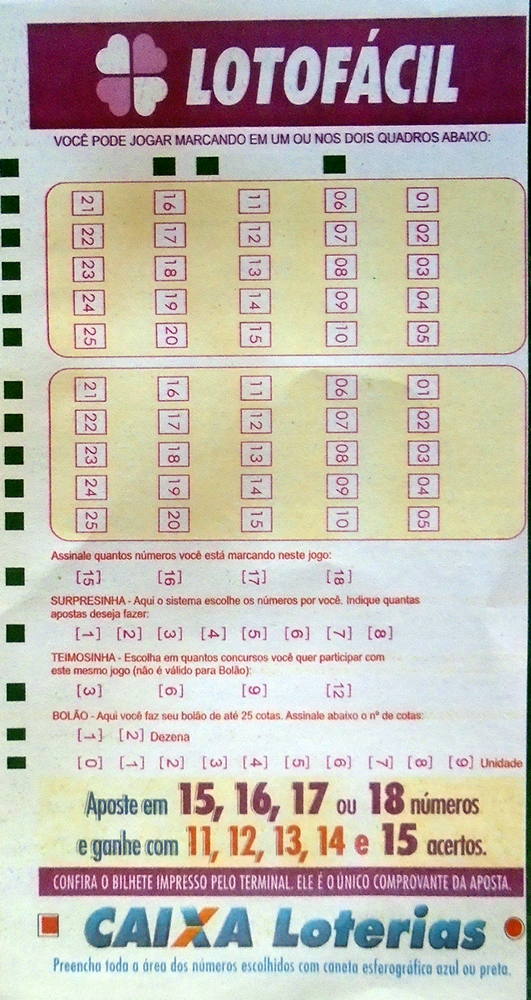 LOTOFÁCIL
VOCÊ PODE JOGAR MARCANDO EM UM OU NOS DOIS QUADROS ABAIXO:
21 16 11 06 01
22 17 12 07 02
23 18 13 08 03
24 19 14 09 04
25 20 15 10 05
21 16 11 06 01
22 17 12 07 02
23 18 13 08 03
24 19 14 09 04
25 20 15 10 05
Assinale quantos números você está marcando neste jogo:
[15] [16] [17] [18]
SURPRESINHA - Aqui o sistema escolhe os números por você. Indique quantas
apostas deseja fazer:
[1] [2] [3] [4] [5] [6] [7] [8]
TEIMOSINHA - Escolha em quantos concursos você quer participar com
este mesmo jogo (não é válido para Bolão):
[3] [6] [9] [12]
BOLÃO - Aqui você faz seu bolão de até 25 cotas. Assinale abaixo o nº de cotas:
[1] [2] Dezena
[0] [1] [2] [3] [4] [5] [6] [7] [8] [9] Unidade
Aposte em 15, 16, 17 ou 18 números
e ganhe com 11, 12, 13, 14 e 15 acertos.
CONFIRA O BILHETE IMPRESSO PELO TERMINAL. ELE É O ÚNICO COMPROVANTE DA APOSTA.
CAIXA Loterias
Preencha toda a área dos números escolhidos com caneta esferográfica azul ou preta.